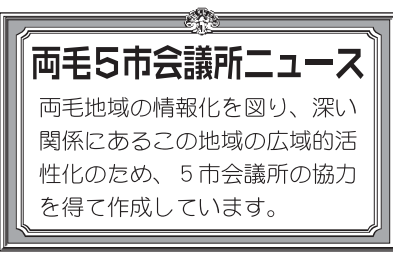 両毛5市会議所ニュース
両毛地域の情報化を図り、深い
関係にあるこの地域の広域的活
性化のため、５市会議所の協力
を得て作成しています。